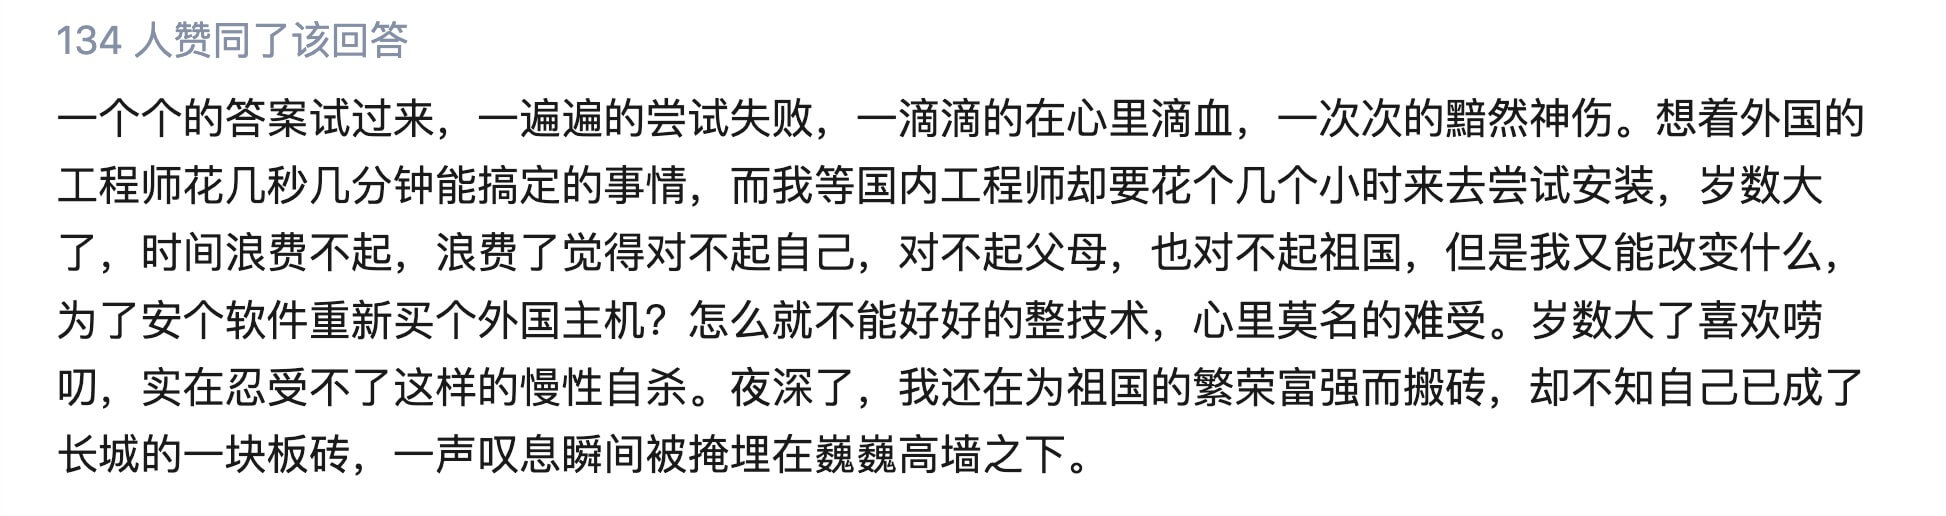 134 人赞同了该回答
一个个的答案试过来，一遍遍的尝试失败，一滴滴的在心里滴血，一次次的黯然神伤。想着外国的
工程师花几秒几分钟能搞定的事情，而我等国内工程师却要花个几个小时来去尝试安装，岁数大
了，时间浪费不起，浪费了觉得对不起自己，对不起父母，也对不起祖国，但是我又能改变什么，
为了安个软件重新买个外国主机？怎么就不能好好的整技术，心里莫名的难受。岁数大了喜欢唠
叨，实在忍受不了这样的慢性自杀。夜深了，我还在为祖国的繁荣富强而搬砖，却不知自己已成了
长城的一块板砖，一声叹息瞬间被掩埋在巍巍高墙之下。